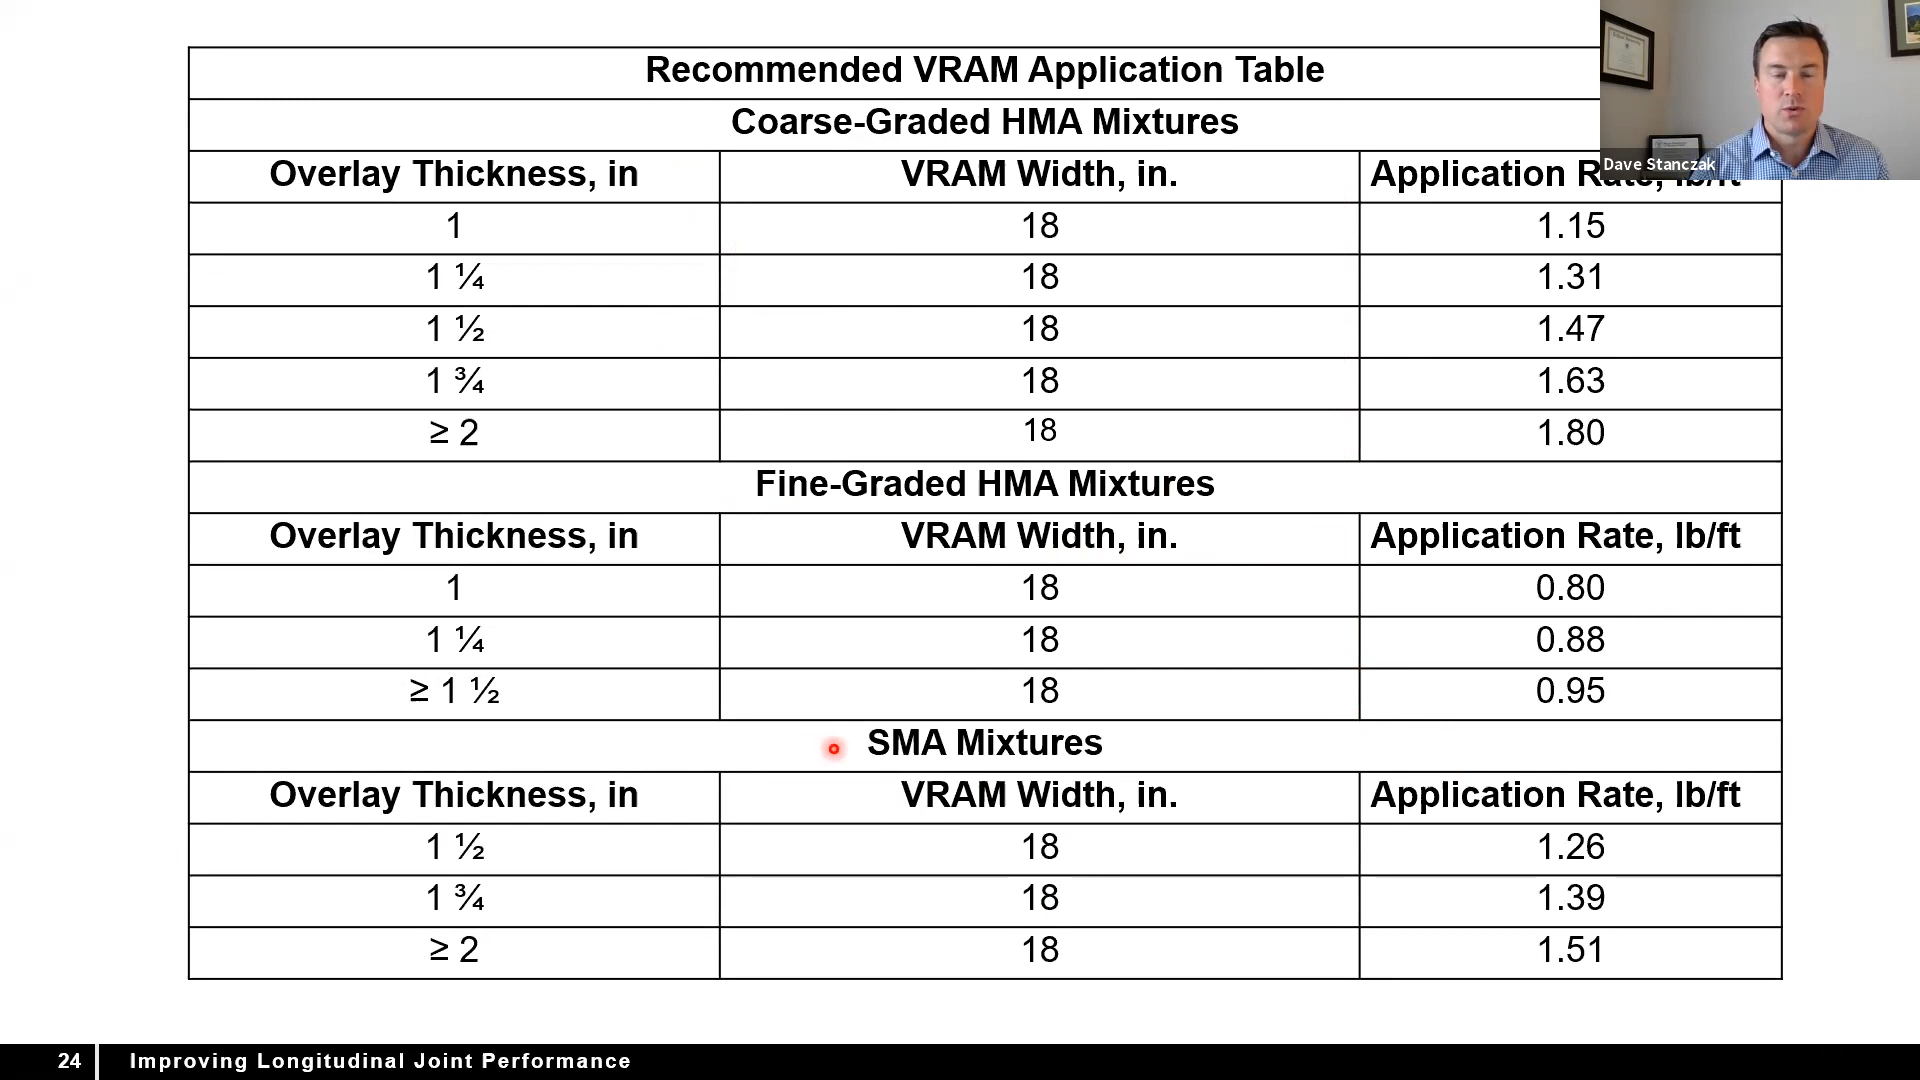 Recommended VRAM Application Table
Coarse-Graded HMA Mixtures
Overlay Thickness, in VRAM Width, in. Application Rate, lb/ft
Dave Stanczak
1 18 1.15
1 ¼ 18 1.31
1 ½ 18 1.47
1 ¾ 18 1.63
≥ 2 18 1.80
Fine-Graded HMA Mixtures
Overlay Thickness, in VRAM Width, in. Application Rate, lb/ft
1 18 0.80
1 ¼ 18 0.88
≥ 1 ½ 18 0.95
SMA Mixtures
Overlay Thickness, in VRAM Width, in. Application Rate, lb/ft
1 ½ 18 1.26
1 ¾ 18 1.39
≥ 2 18 1.51
24 Improving Longitudinal Joint Performance